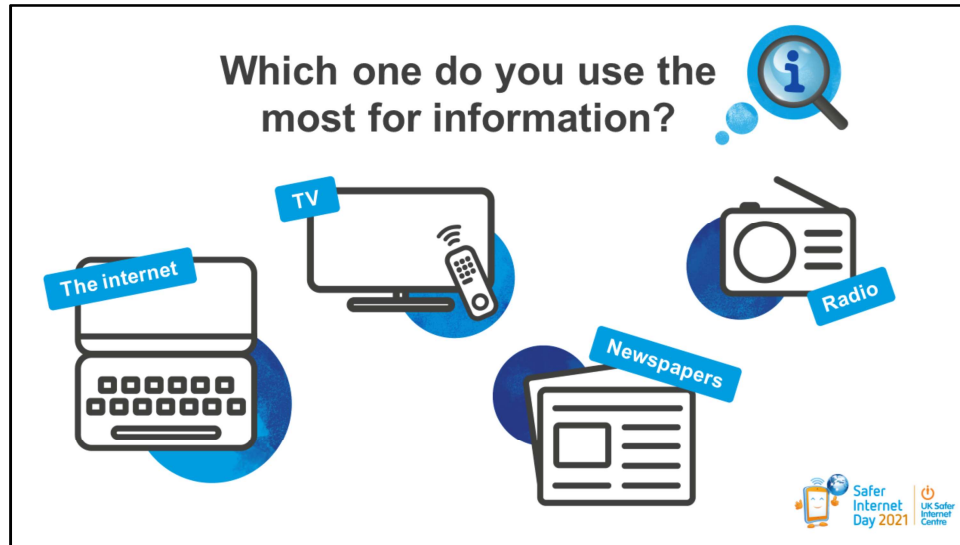 Which one do you use the
most for information?
i
TV
The internet
Radio
Newspapers
Safer
Internet
Day 2021
UK Safer
Internet
Centre